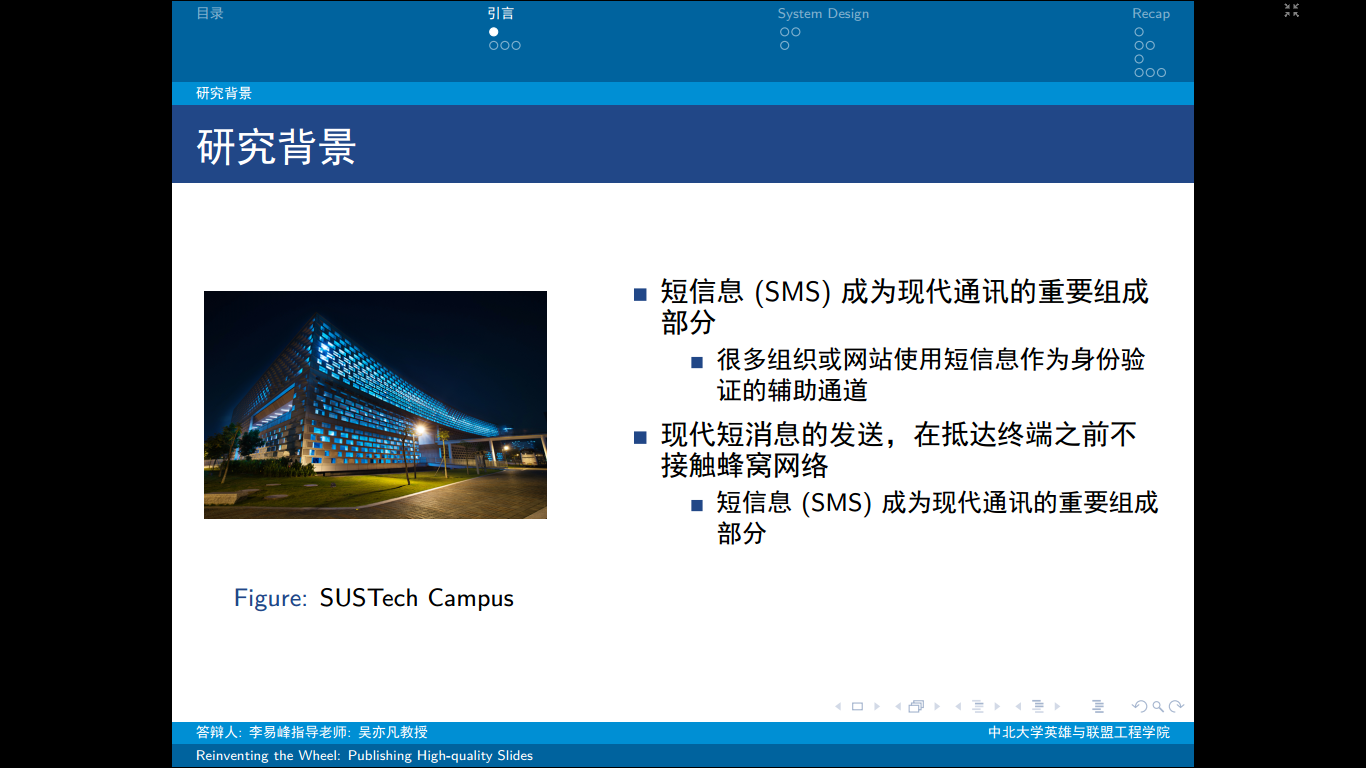 目录
引言
System Design
Recap
研究背景
研究背景
短信息 (SMS) 成为现代通讯的重要组成
部分
很多组织或网站使用短信息作为身份验
证的辅助通道
现代短消息的发送，在抵达终端之前不
接触蜂窝网络
短信息 (SMS) 成为现代通讯的重要组成
部分
Figure: SUSTech Campus
答辩人: 李易峰指导老师: 吴亦凡教授
中北大学英雄与联盟工程学院
Reinventing the Wheel: Publishing High-quality Slides